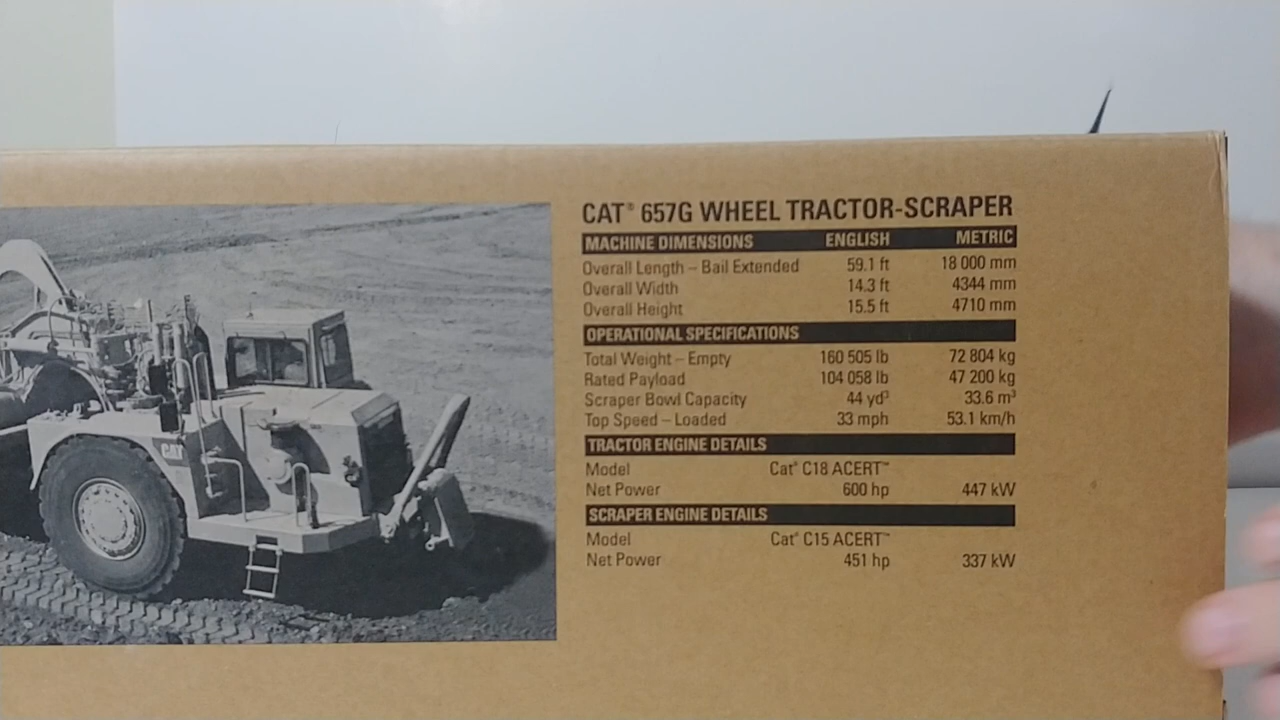 CAT® 657G WHEEL TRACTOR-SCRAPER
MACHINE DIMENSIONS ENGLISH METRIC
Overall Length – Bail Extended 59.1 ft 18 000 mm
Overall Width 14.3 ft 4344 mm
Overall Height 15.5 ft 4710 mm
OPERATIONAL SPECIFICATIONS
Total Weight – Empty 160 505 lb 72 804 kg
Rated Payload 104 058 lb 47 200 kg
Scraper Bowl Capacity 44 yd³ 33.6 m³
Top Speed – Loaded 33 mph 53.1 km/h
TRACTOR ENGINE DETAILS
Model Cat® C18 ACERT™
Net Power 600 hp 447 kW
SCRAPER ENGINE DETAILS
Model Cat® C15 ACERT™
Net Power 451 hp 337 kW
CAT